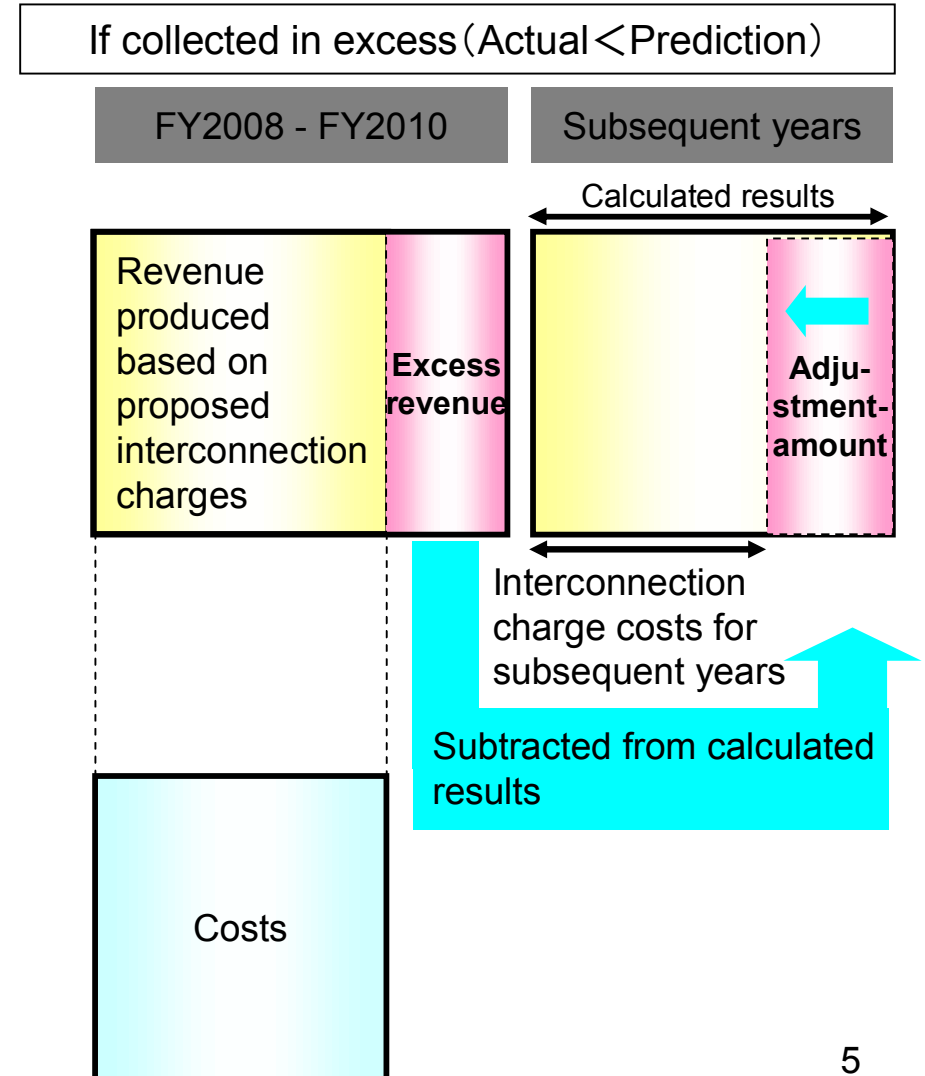 If collected in excess（Actual＜Prediction）
FY2008 - FY2010
Subsequent years
Calculated results
Revenue
produced
based on
proposed
interconnection
charges
Excess
revenue
Adju-
stment-
amount
Interconnection
charge costs for
subsequent years
Subtracted from calculated
results
Costs
5